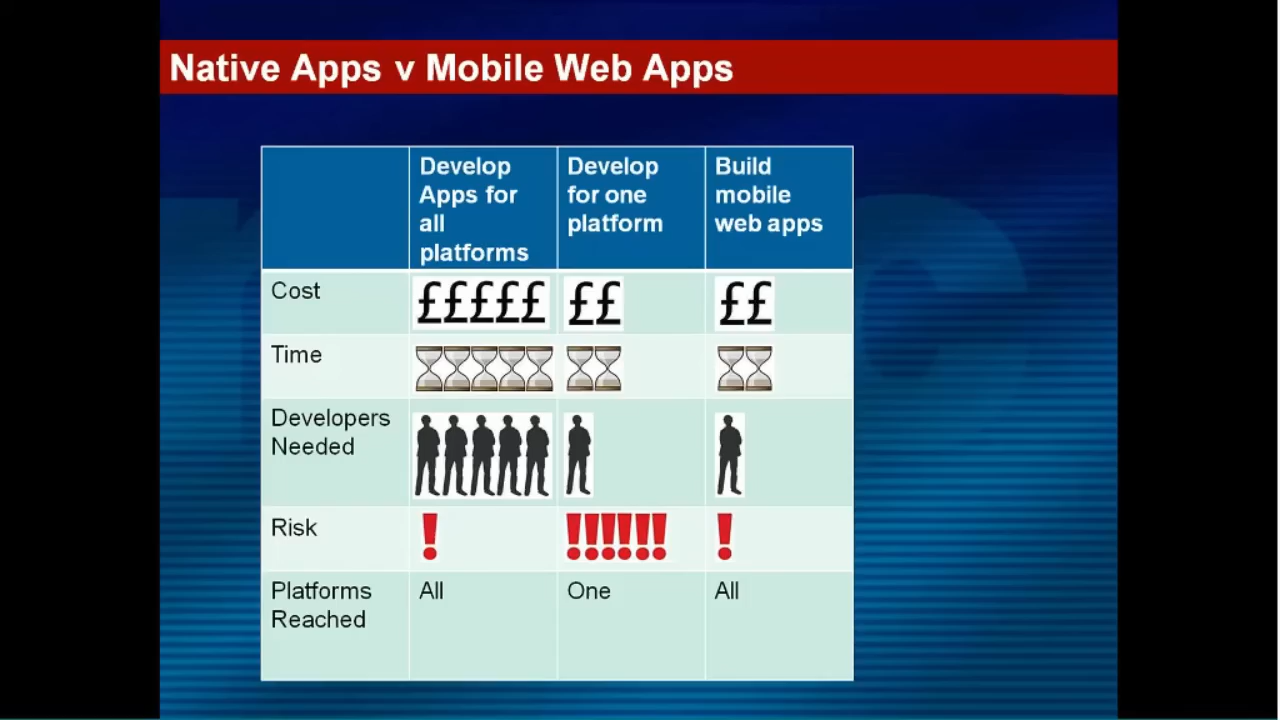 Native Apps v Mobile Web Apps
Develop
Apps for
all
platforms
Develop
for one
platform
Build
mobile
web apps
Cost
£££££
££
££
Time
Developers
Needed
Risk
!
!!!!!!
!
Platforms
Reached
All
One
All